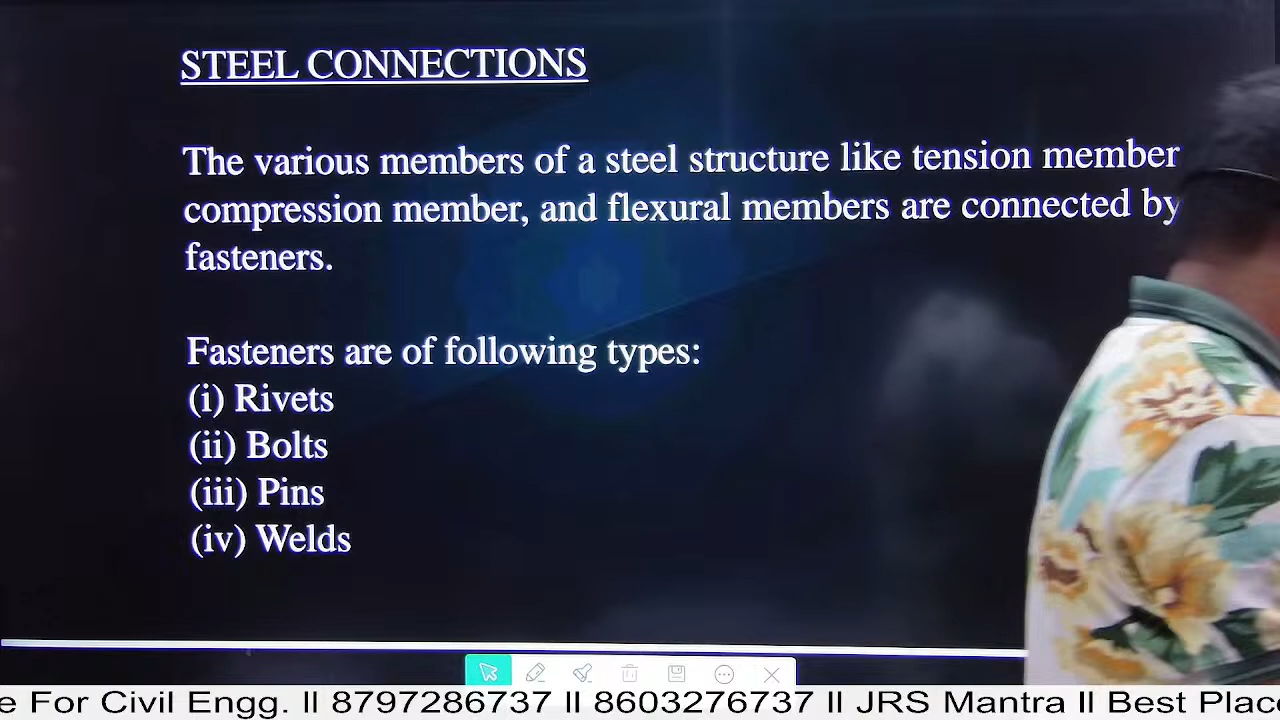 STEEL CONNECTIONS
The various members of a steel structure like tension member
compression member, and flexural members are connected by
fasteners.
Fasteners are of following types:
(i) Rivets
(ii) Bolts
(iii) Pins
(iv) Welds
e For Civil Engg. II 8797286737 II 8603276737 II JRS Mantra II Best Plac